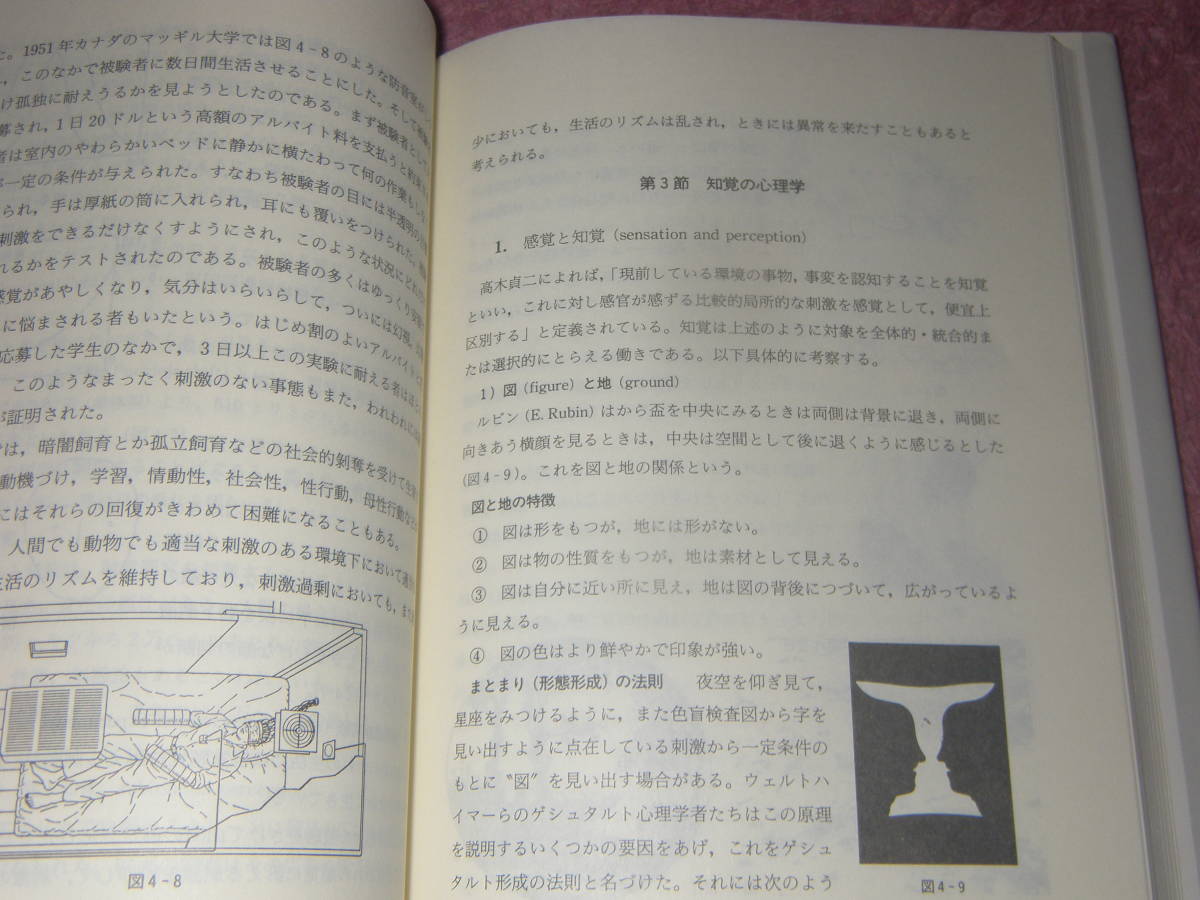 た。1951年カナダのマッギル大学では図4-8のような防音室が
，このなかで被験者に数日間生活させることにした。そして
け孤独に耐えうるかを見ようとしたのである。まず被験者として
募され，1日20ドルという高額のアルバイト料を支払うと約束
者は室内のやわらかいベッドに静かに横たわって何の作業もし
一定の条件が与えられた。すなわち被験者の目には半透明の
られ，手は厚紙の筒に入れられ，耳にも覆いをつけられた。
刺激をできるだけなくすようにされ，このような状況に
れるかをテストされたのである。被験者の多くはゆっくり
感覚があやしくなり，気分はいらいらして，ついには幻視，
に悩まされる者もいたという。はじめ割のよいアルバイト
応募した学生のなかで，3日以上この実験に耐える者は
このようなまったく刺激のない事態もまた，われわれに
が証明された。
は，暗闇飼育とか孤立飼育などの社会的剝奪を受けて
動機づけ，学習，情動性，社会性，性行動，母性行動
にはそれらの回復がきわめて困難になることもある。
人間でも動物でも適当な刺激のある環境下において
生活のリズムを維持しており，刺激過剰においても，また
図4-8
少においても，生活のリズムは乱され，ときには異常を来たすこともあると
考えられる。
第3節 知覚の心理学
1. 感覚と知覚 (sensation and perception)
高木貞二によれば，「現前している環境の事物，事変を認知することを知覚
といい，これに対し感官が感ずる比較的局所的な刺激を感覚として，便宜上
区別する」と定義されている。知覚は上述のように対象を全体的・統合的ま
たは選択的にとらえる働きである。以下具体的に考察する。
1) 図 (figure) と地 (ground)
ルビン (E. Rubin) はから盃を中央にみるときは両側は背景に退き，両側に
向きあう横顔を見るときは，中央は空間として後に退くように感じるとした
(図4-9)。これを図と地の関係という。
図と地の特徴
① 図は形をもつが，地には形がない。
② 図は物の性質をもつが，地は素材として見える。
③ 図は自分に近い所に見え，地は図の背後につづいて，広がっているよ
うに見える。
④ 図の色はより鮮やかで印象が強い。
まとまり (形態形成) の法則 夜空を仰ぎ見て，
星座をみつけるように，また色盲検査図から字を
見い出すように点在している刺激から一定条件の
もとに〝図〟を見い出す場合がある。ウェルトハ
イマーらのゲシュタルト心理学者たちはこの原理
を説明するいくつかの要因をあげ，これをゲシュ
タルト形成の法則と名づけた。それには次のよう
図4-9